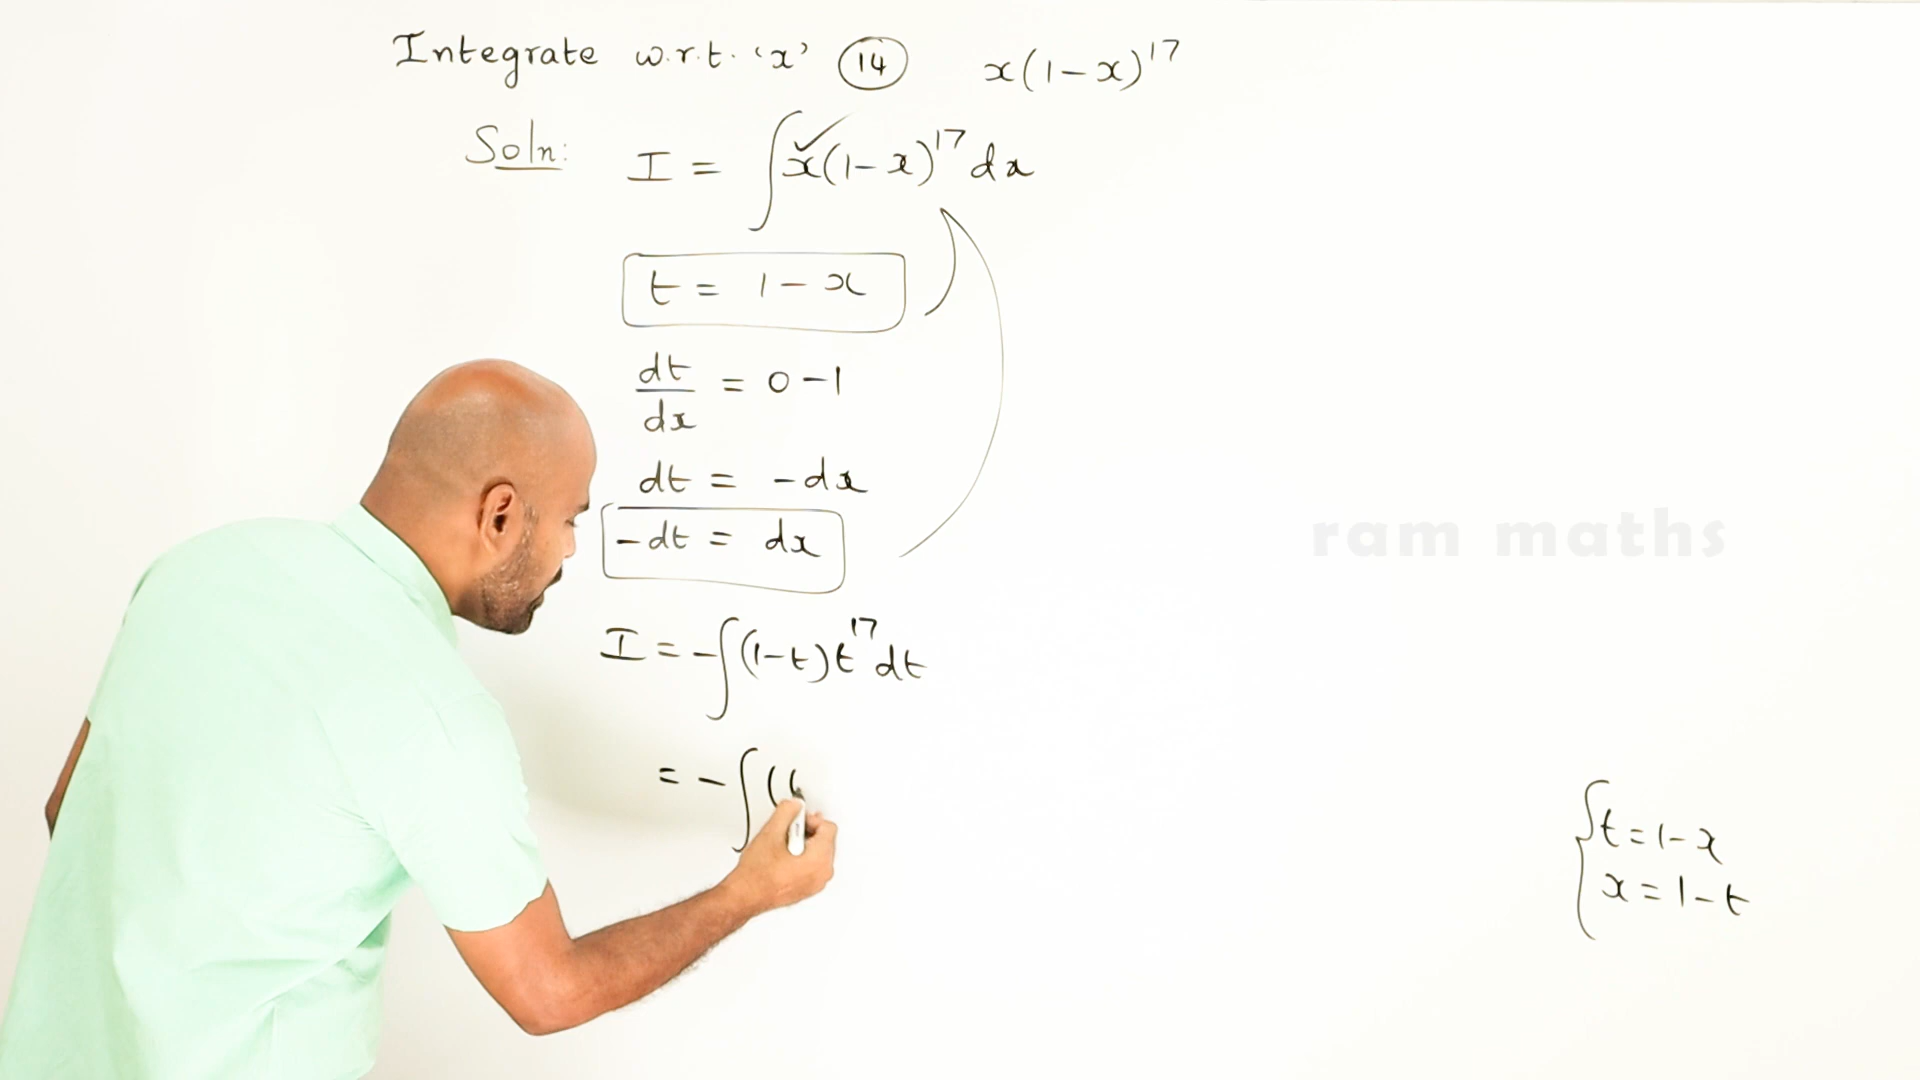 Integrate w.r.t. 'x' (14) x(1-x)^17
Soln: I = ∫x(1-x)^17 dx
t = 1-x
dt/dx = 0-1
dt = -dx
-dt = dx
I = -∫(1-t)t^17 dt
= -∫(
t = 1-x
x = 1-t
ram maths